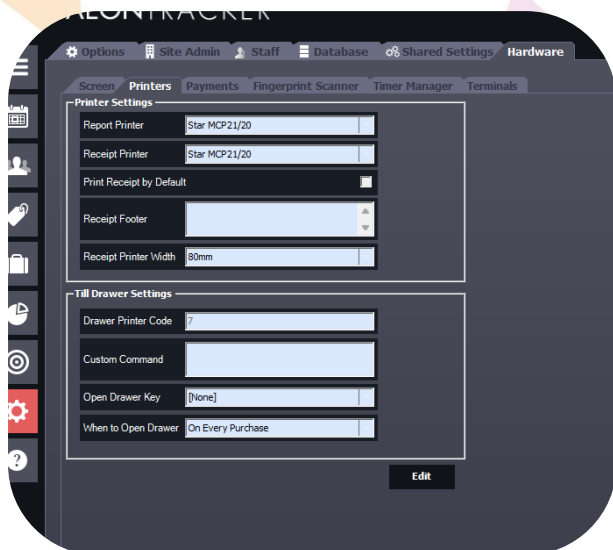 ALONTRACKER
Options Site Admin Staff Database Shared Settings Hardware
Screen Printers Payments Fingerprint Scanner Timer Manager Terminals
Printer Settings
Report Printer Star MCP21/20
Receipt Printer Star MCP21/20
Print Receipt by Default
Receipt Footer
Receipt Printer Width 80mm
Till Drawer Settings
Drawer Printer Code 7
Custom Command
Open Drawer Key [None]
When to Open Drawer On Every Purchase
Edit
?